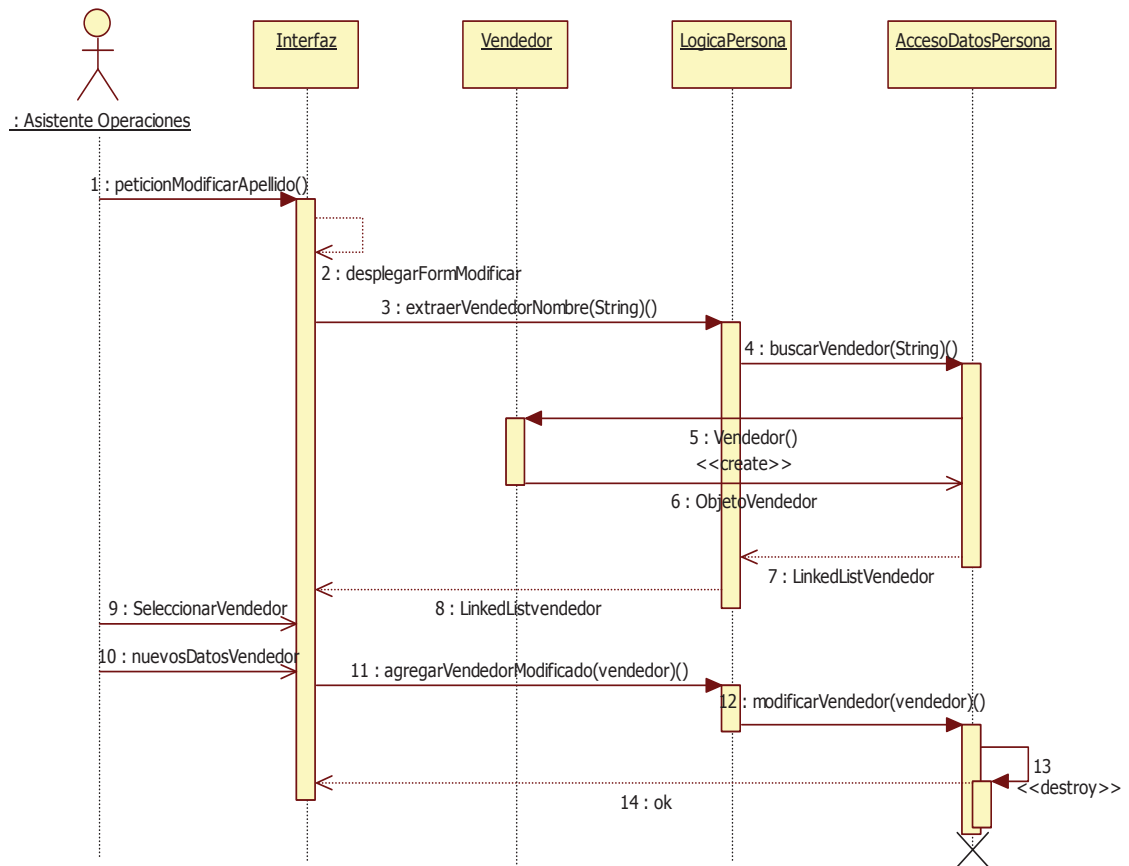 Interfaz
Vendedor
LogicaPersona
AccesoDatosPersona
: Asistente Operaciones
1 : peticionModificarApellido()
2 : desplegarFormModificar
3 : extraerVendedorNombre(String)()
4 : buscarVendedor(String)()
5 : Vendedor()
<<create>>
6 : ObjetoVendedor
7 : LinkedListVendedor
8 : LinkedListvendedor
9 : SeleccionarVendedor
10 : nuevosDatosVendedor
11 : agregarVendedorModificado(vendedor)()
12 : modificarVendedor(vendedor)()
13
<<destroy>>
14 : ok